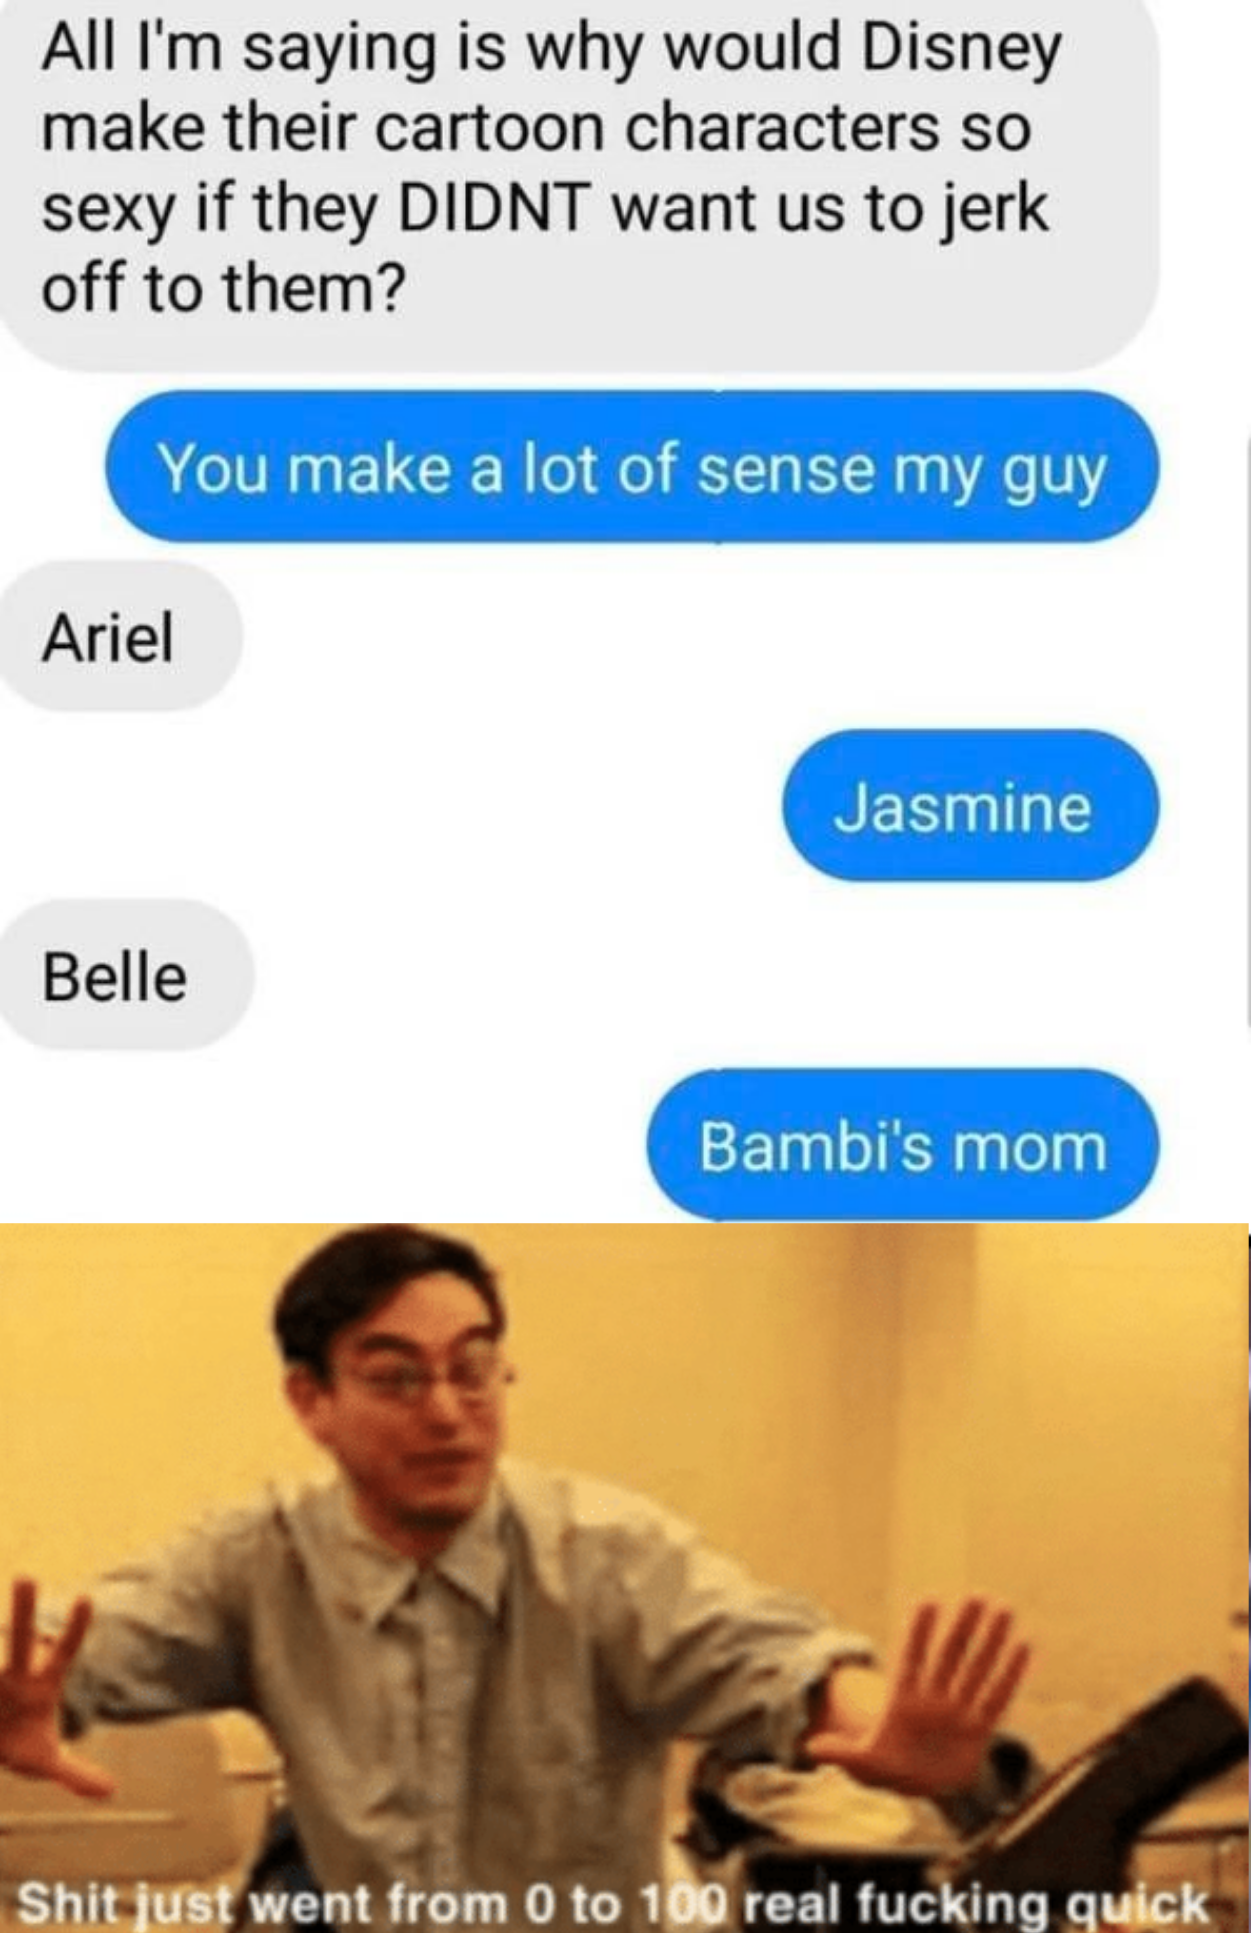 All I'm saying is why would Disney
make their cartoon characters so
sexy if they DIDNT want us to jerk
off to them?
You make a lot of sense my guy
Ariel
Jasmine
Belle
Bambi's mom
Shit just went from 0 to 100 real fucking quick